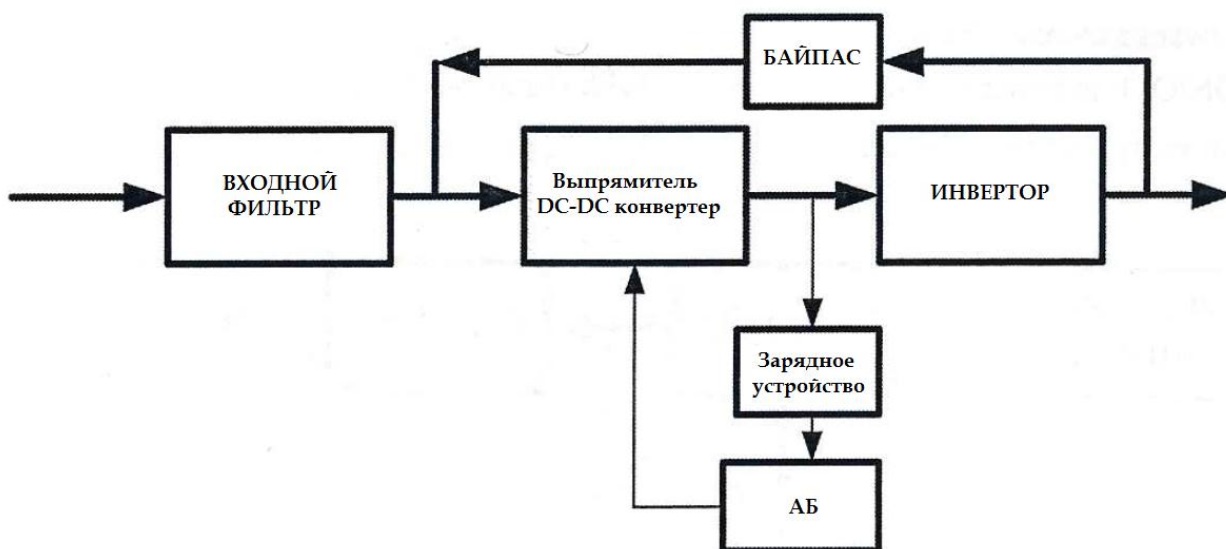 БАЙПАС
ВХОДНОЙ
ФИЛЬТР
Выпрямитель
DC-DC конвертер
ИНВЕРТОР
Зарядное
устройство
АБ